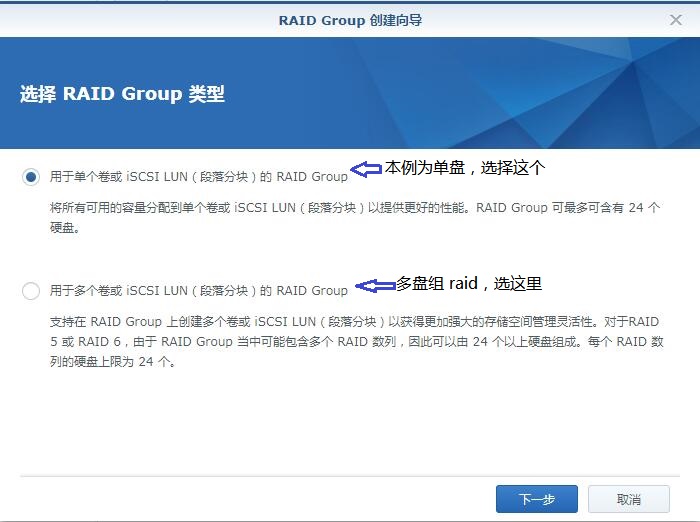 RAID Group 创建向导
选择 RAID Group 类型
用于单个卷或 iSCSI LUN（段落分块）的 RAID Group
本例为单盘，选择这个
将所有可用的容量分配到单个卷或 iSCSI LUN（段落分块）以提供更好的性能。RAID Group 可最多可含有 24 个
硬盘。
用于多个卷或 iSCSI LUN（段落分块）的 RAID Group
多盘组 raid，选这里
支持在 RAID Group 上创建多个卷或 iSCSI LUN（段落分块）以获得更加强大的存储空间管理灵活性。对于RAID
5 或 RAID 6，由于 RAID Group 当中可能包含多个 RAID 数列，因此可以由 24 个以上硬盘组成。每个 RAID 数
列的硬盘上限为 24 个。
下一步
取消